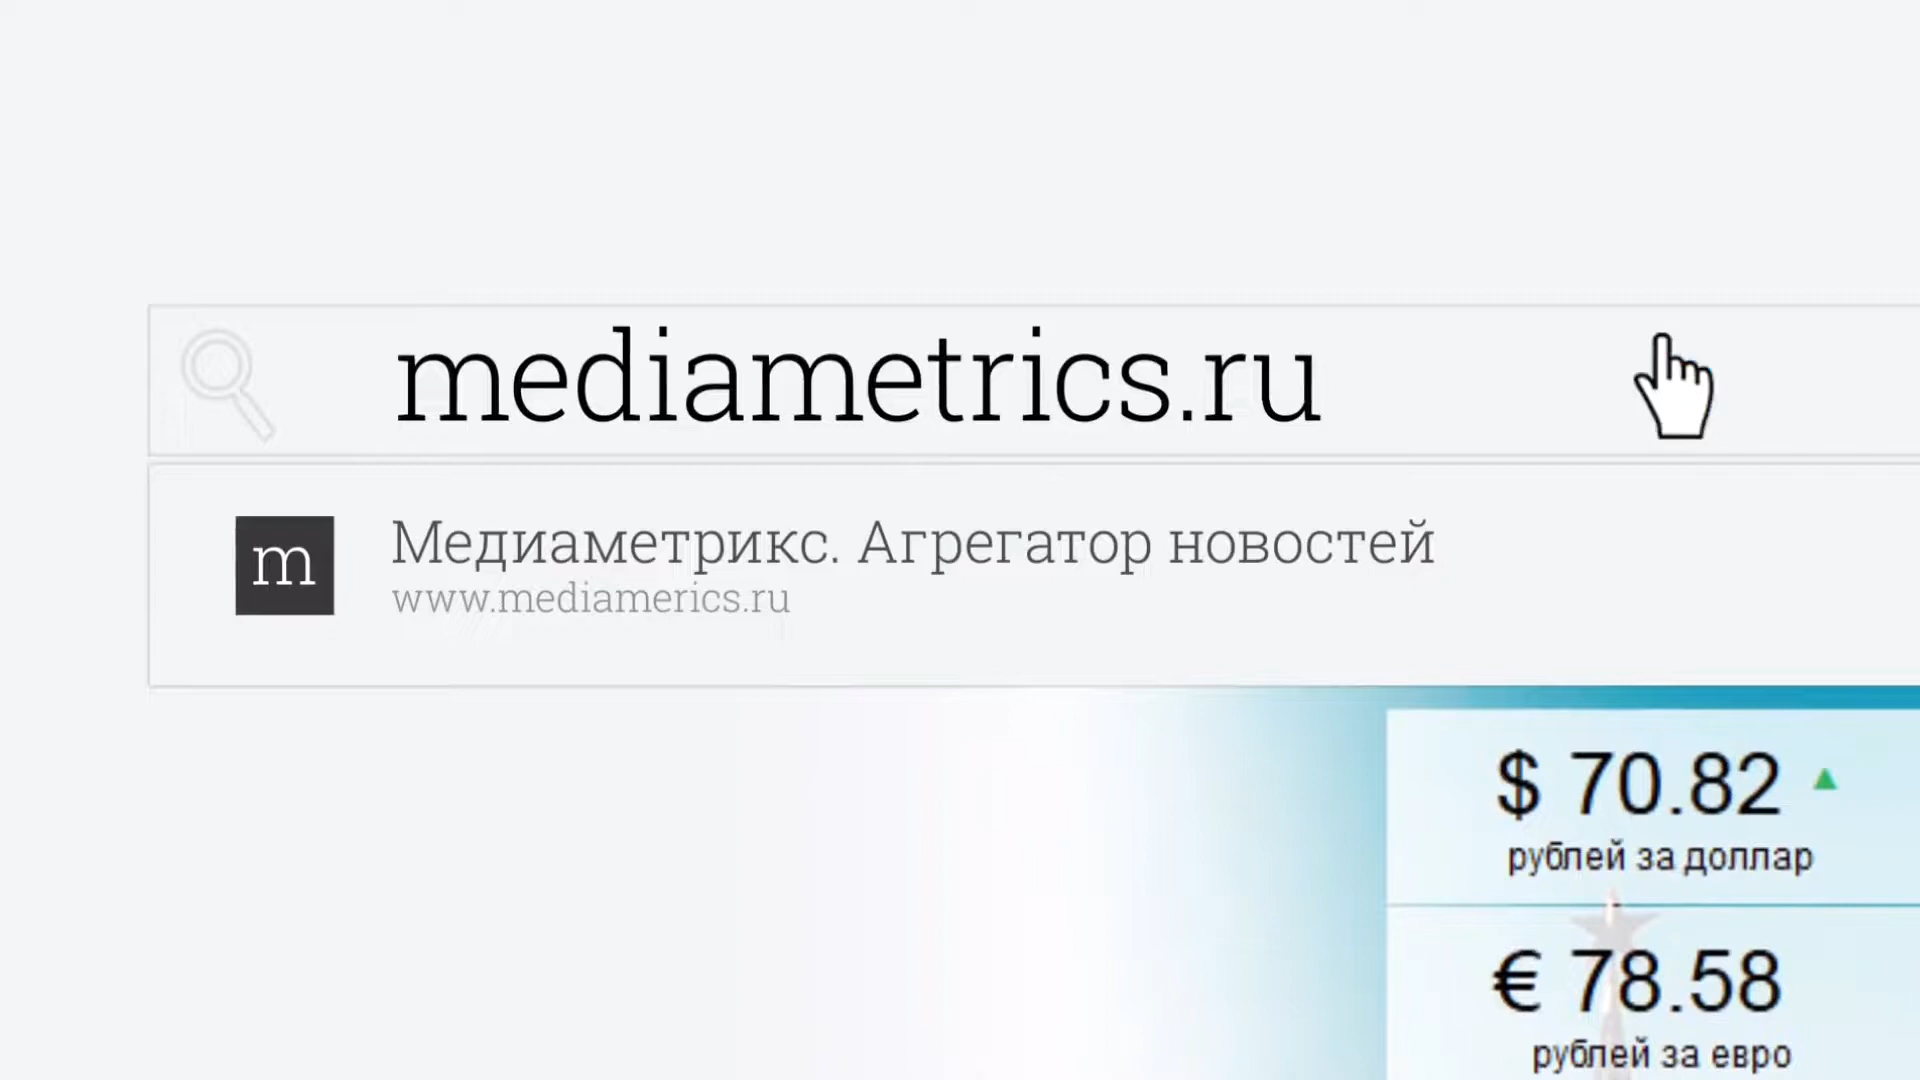 mediametrics.ru
m
Медиаметрикс. Агрегатор новостей
www.mediamerics.ru
$ 70.82 ▲
рублей за доллар
€ 78.58
рублей за евро